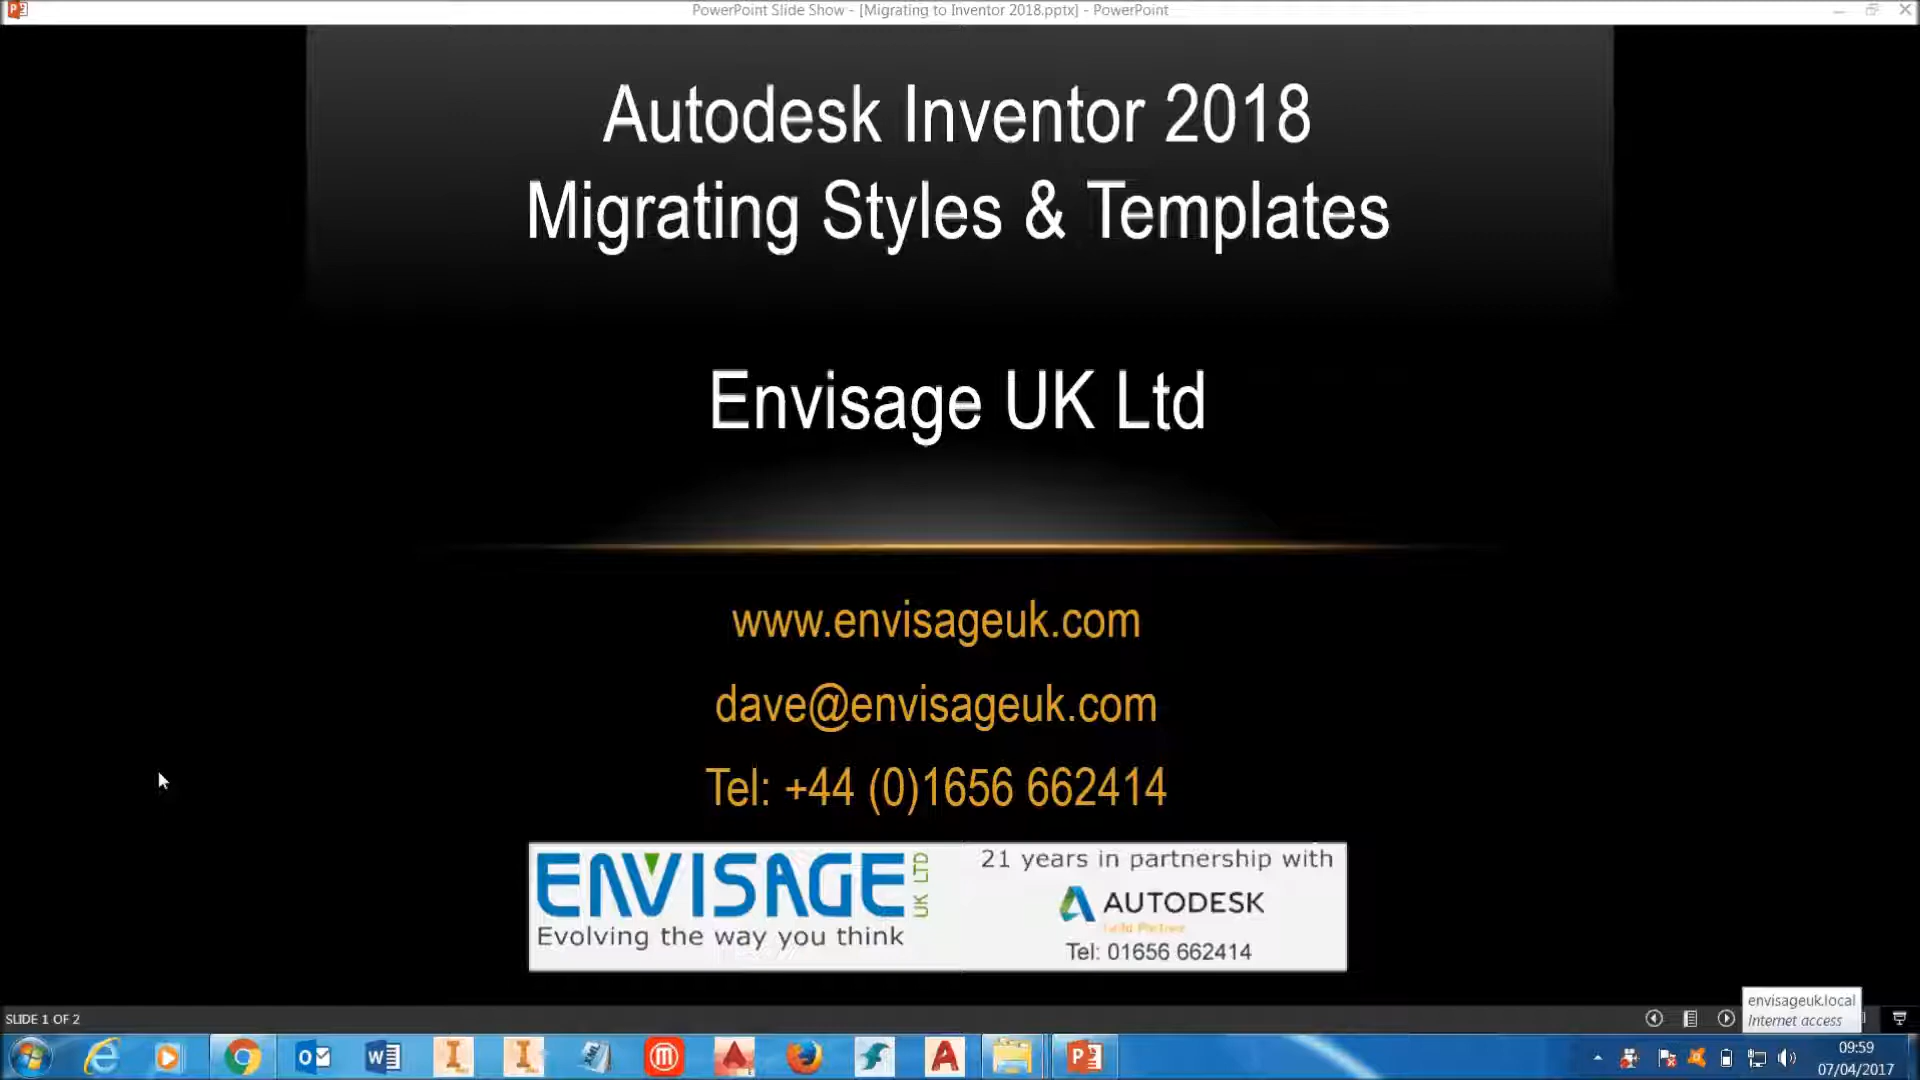 PowerPoint Slide Show - [Migrating to Inventor 2018.pptx] - PowerPoint
Autodesk Inventor 2018
Migrating Styles & Templates
Envisage UK Ltd
www.envisageuk.com
dave@envisageuk.com
Tel: +44 (0)1656 662414
ENVISAGE UK LTD
Evolving the way you think
21 years in partnership with
AUTODESK
Gold Partner
Tel: 01656 662414
SLIDE 1 OF 2
envisageuk.local
Internet access
09:59
07/04/2017